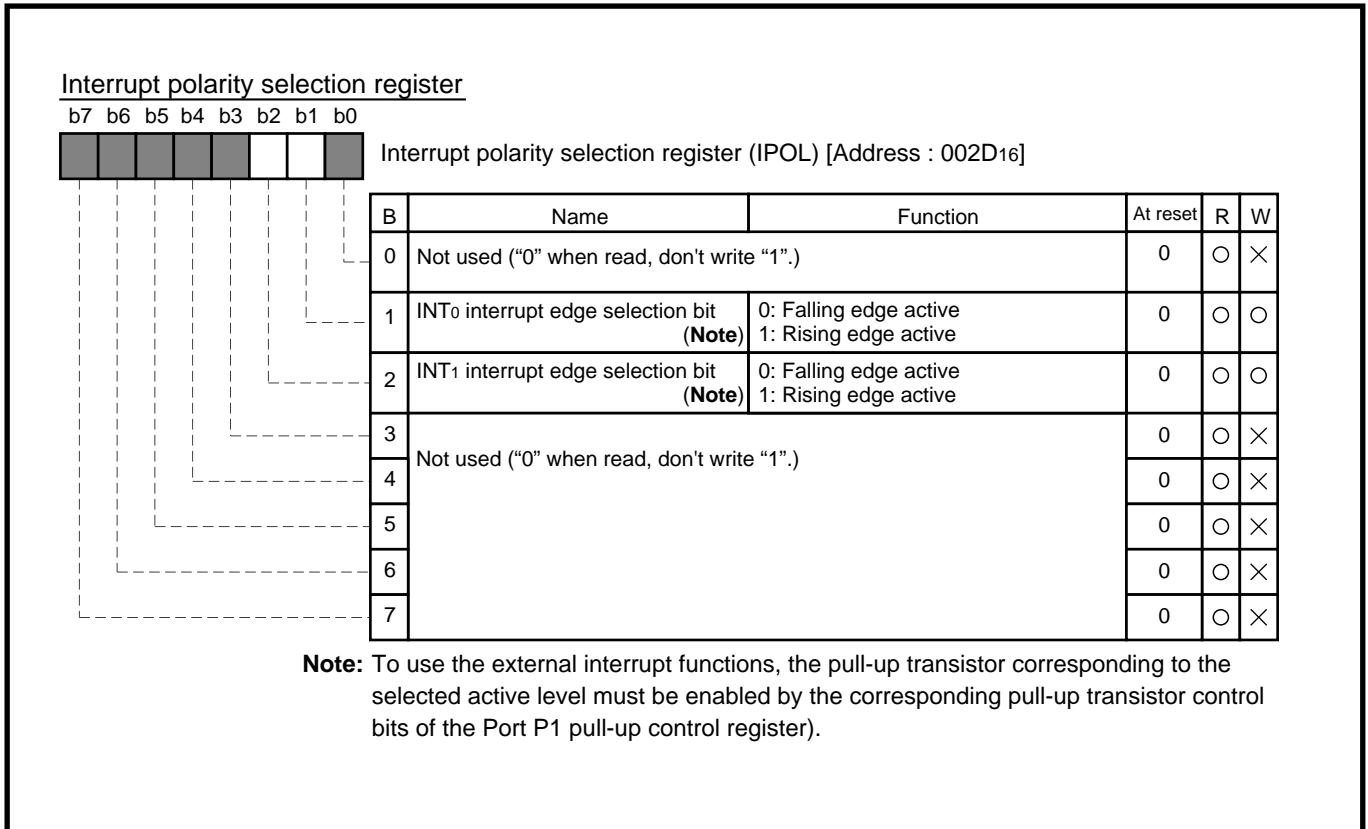 Interrupt polarity selection register
b7 b6 b5 b4 b3 b2 b1 b0
Interrupt polarity selection register (IPOL) [Address : 002D16]
B Name Function At reset R W
0 Not used (“0” when read, don't write “1”.) 0 ○ ×
1 INT0 interrupt edge selection bit 0: Falling edge active 0 ○ ○
(Note) 1: Rising edge active
2 INT1 interrupt edge selection bit 0: Falling edge active 0 ○ ○
(Note) 1: Rising edge active
3 0 ○ ×
Not used (“0” when read, don't write “1”.)
4 0 ○ ×
5 0 ○ ×
6 0 ○ ×
7 0 ○ ×
Note: To use the external interrupt functions, the pull-up transistor corresponding to the
selected active level must be enabled by the corresponding pull-up transistor control
bits of the Port P1 pull-up control register).